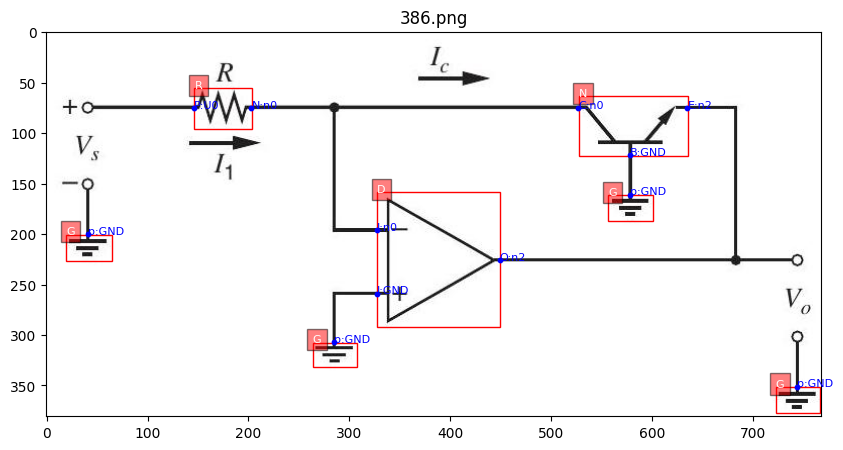 386.png
0
50
100
150
200
250
300
350
0 100 200 300 400 500 600 700
I_c
R
R
P:U0
N:n0
N
C:n0
E:n2
B:GND
+
V_s
−
I_1
G
p:GND
D
I:n0
−
I:GND
+
O:n2
G
p:GND
G
p:GND
V_o
G
p:GND